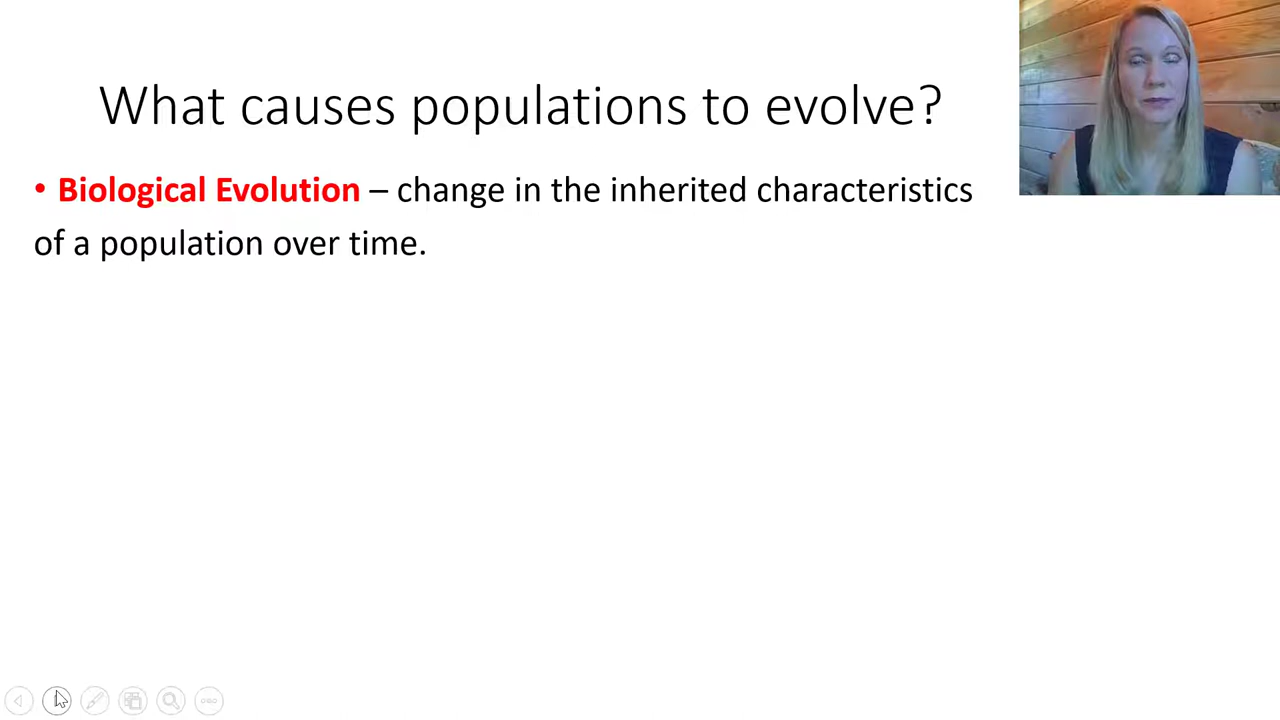 What causes populations to evolve?
• Biological Evolution – change in the inherited characteristics
of a population over time.